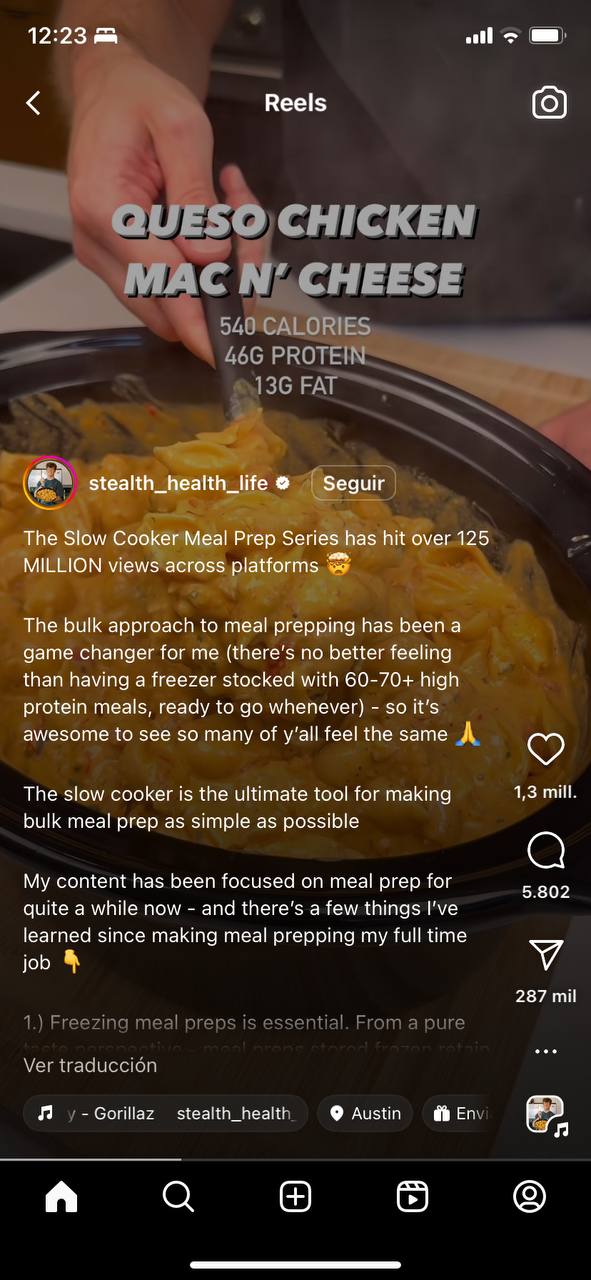 12:23
Reels
QUESO CHICKEN
MAC N' CHEESE
540 CALORIES
46G PROTEIN
13G FAT
stealth_health_life
Seguir
The Slow Cooker Meal Prep Series has hit over 125
MILLION views across platforms 🤯
The bulk approach to meal prepping has been a
game changer for me (there's no better feeling
than having a freezer stocked with 60-70+ high
protein meals, ready to go whenever) - so it's
awesome to see so many of y'all feel the same 🙏
The slow cooker is the ultimate tool for making
bulk meal prep as simple as possible
My content has been focused on meal prep for
quite a while now - and there's a few things I've
learned since making meal prepping my full time
job 👇
1.) Freezing meal preps is essential. From a pure
taste perspective - meal preps stored frozen retain
Ver traducción
1,3 mill.
5.802
287 mil
y - Gorillaz stealth_health_
Austin
Envi